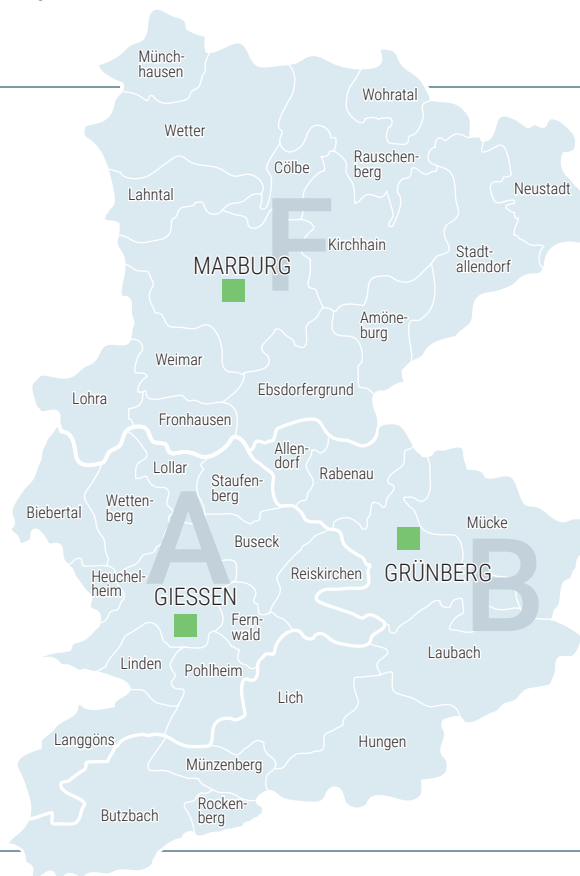 Münch-
hausen
Wohratal
Wetter
Rauschen-
berg
Cölbe
Neustadt
Lahntal
F
Kirchhain
Stadt-
allendorf
MARBURG
Amöne-
burg
Weimar
Ebsdorfergrund
Lohra
Fronhausen
Allen-
dorf
Lollar
Rabenau
Staufen-
berg
Wetten-
berg
Biebertal
Mücke
A
Buseck
B
Reiskirchen
GRÜNBERG
Heuchel-
heim
GIESSEN
Fern-
wald
Laubach
Linden
Pohlheim
Lich
Langgöns
Hungen
Münzenberg
Rocken-
berg
Butzbach